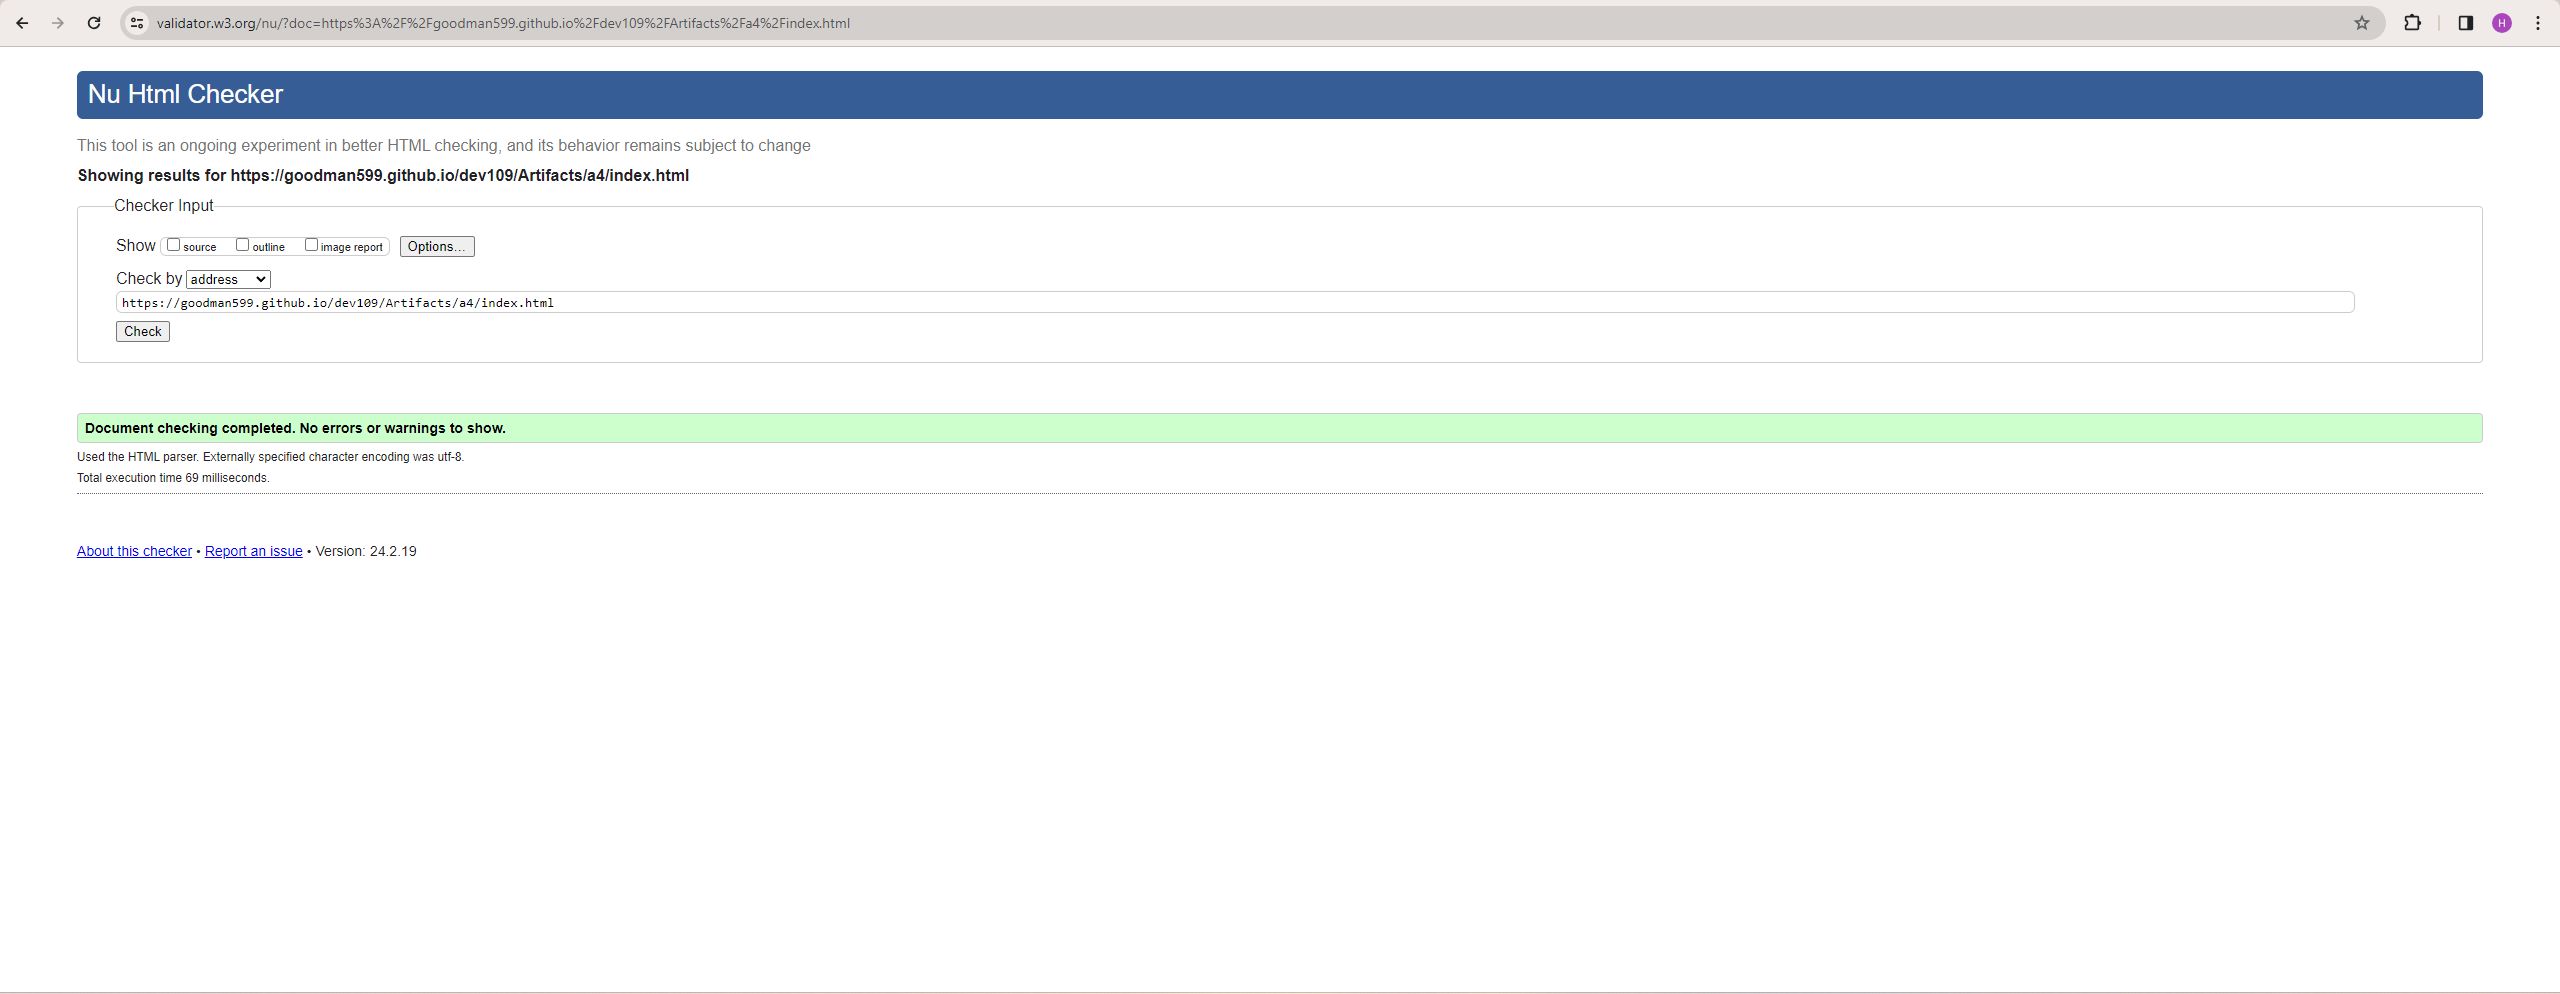 validator.w3.org/nu/?doc=https%3A%2F%2Fgoodman599.github.io%2Fdev109%2FArtifacts%2Fa4%2Findex.html
H
Nu Html Checker
This tool is an ongoing experiment in better HTML checking, and its behavior remains subject to change
Showing results for https://goodman599.github.io/dev109/Artifacts/a4/index.html
Checker Input
Show source outline image report Options...
Check by address
https://goodman599.github.io/dev109/Artifacts/a4/index.html
Check
Document checking completed. No errors or warnings to show.
Used the HTML parser. Externally specified character encoding was utf-8.
Total execution time 69 milliseconds.
About this checker • Report an issue • Version: 24.2.19